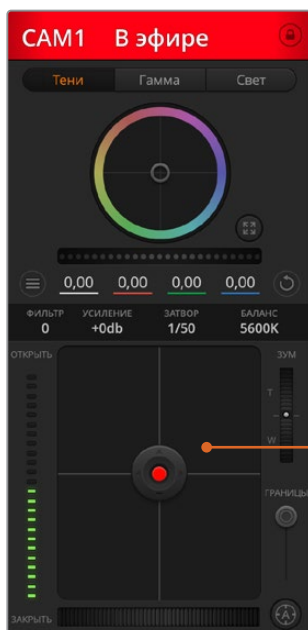 CAM1 В эфире
Тени Гамма Свет
0,00 0,00 0,00 0,00
ФИЛЬТР УСИЛЕНИЕ ЗАТВОР БАЛАНС
0 +0db 1/50 5600K
ОТКРЫТЬ ЗУМ
T
W
ГРАНИЦЫ
ЗАКРЫТЬ A